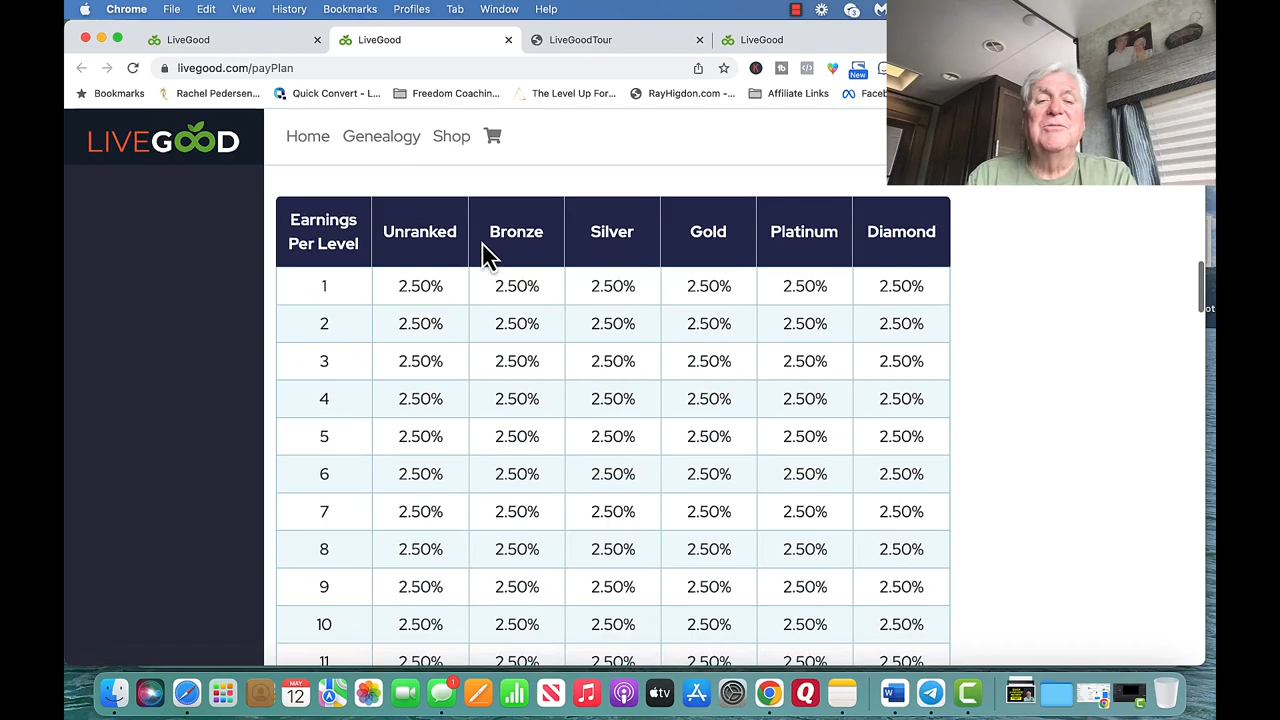 Chrome File Edit View History Bookmarks Profiles Tab Window Help
LiveGood LiveGood LiveGoodTour LiveGood
livegood.com/payPlan
New
Bookmarks Rachel Pedersen... Quick Convert - L... Freedom Coachin... The Level Up For... RayHigdon.com -... Affiliate Links Faceb
LIVEGOOD Home Genealogy Shop
Earnings Per Level Unranked Bronze Silver Gold Platinum Diamond
2.50% 2.50% 2.50% 2.50% 2.50% 2.50%
2 2.50% 2.50% 2.50% 2.50% 2.50% 2.50%
2.50% 2.50% 2.50% 2.50% 2.50% 2.50%
2.50% 2.50% 2.50% 2.50% 2.50% 2.50%
2.50% 2.50% 2.50% 2.50% 2.50% 2.50%
2.50% 2.50% 2.50% 2.50% 2.50% 2.50%
2.50% 2.50% 2.50% 2.50% 2.50% 2.50%
2.50% 2.50% 2.50% 2.50% 2.50% 2.50%
2.50% 2.50% 2.50% 2.50% 2.50% 2.50%
10 2.50% 2.50% 2.50% 2.50% 2.50% 2.50%
ot
MAY
12
1
tv